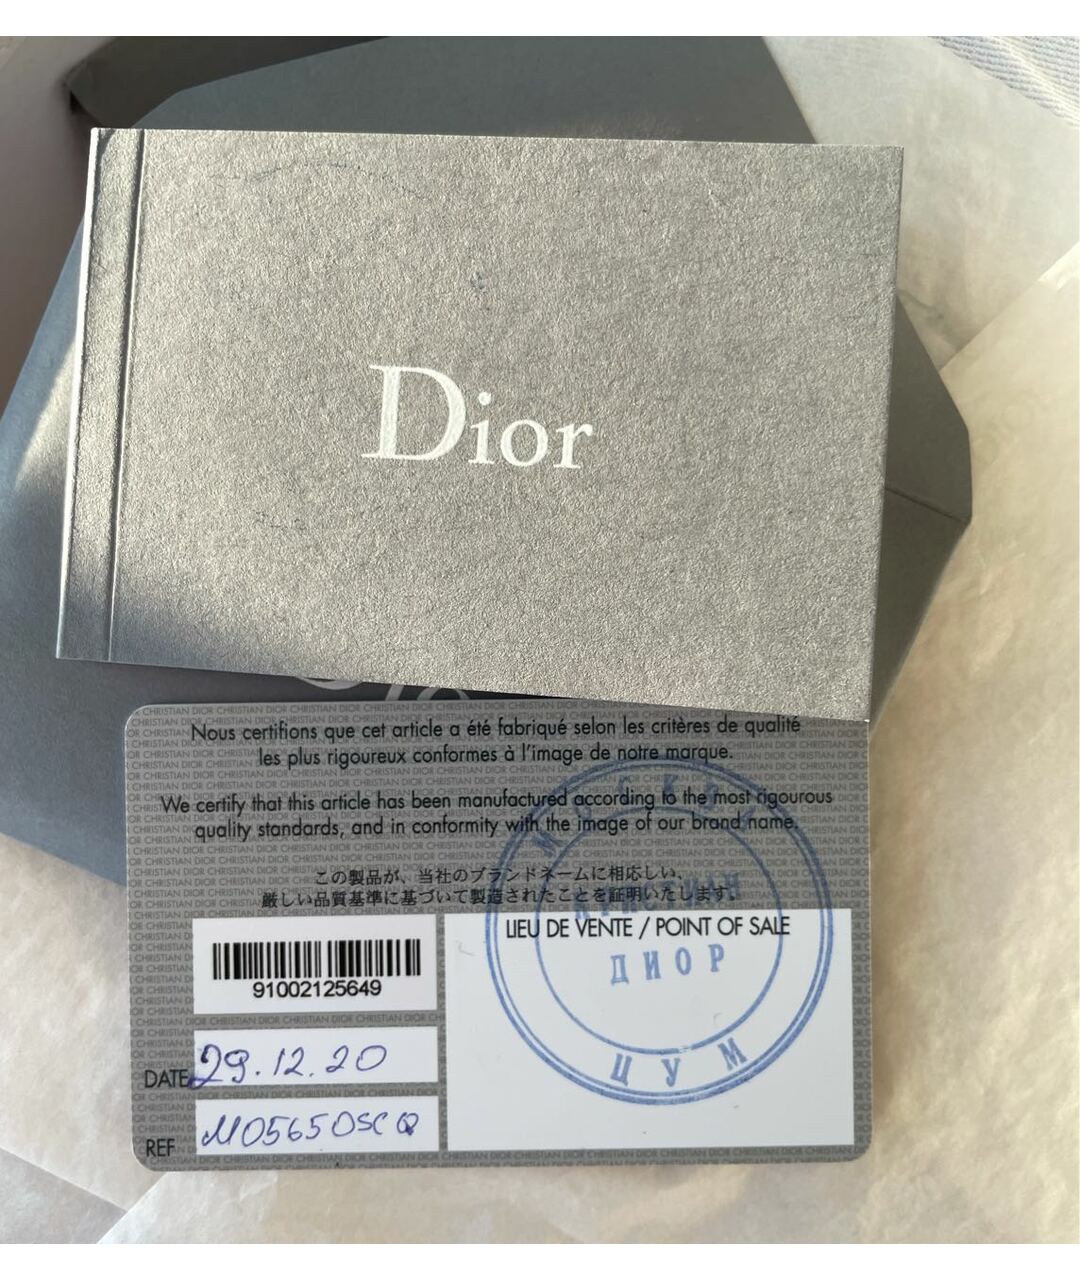 Dior
Nous certifions que cet article a été fabriqué selon les critères de qualité
les plus rigoureux conformes à l'image de notre marque.
We certify that this article has been manufactured according to the most rigourous
quality standards, and in conformity with the image of our brand name.
この製品が、当社のブランドネームに相応しい、
厳しい品質基準に基づいて製造されたことを証明いたします。
91002125649
LIEU DE VENTE / POINT OF SALE
МОСКВА
КРИСТИАН
ДИОР
ЦУМ
DATE 29.12.20
REF M0565OSCQ